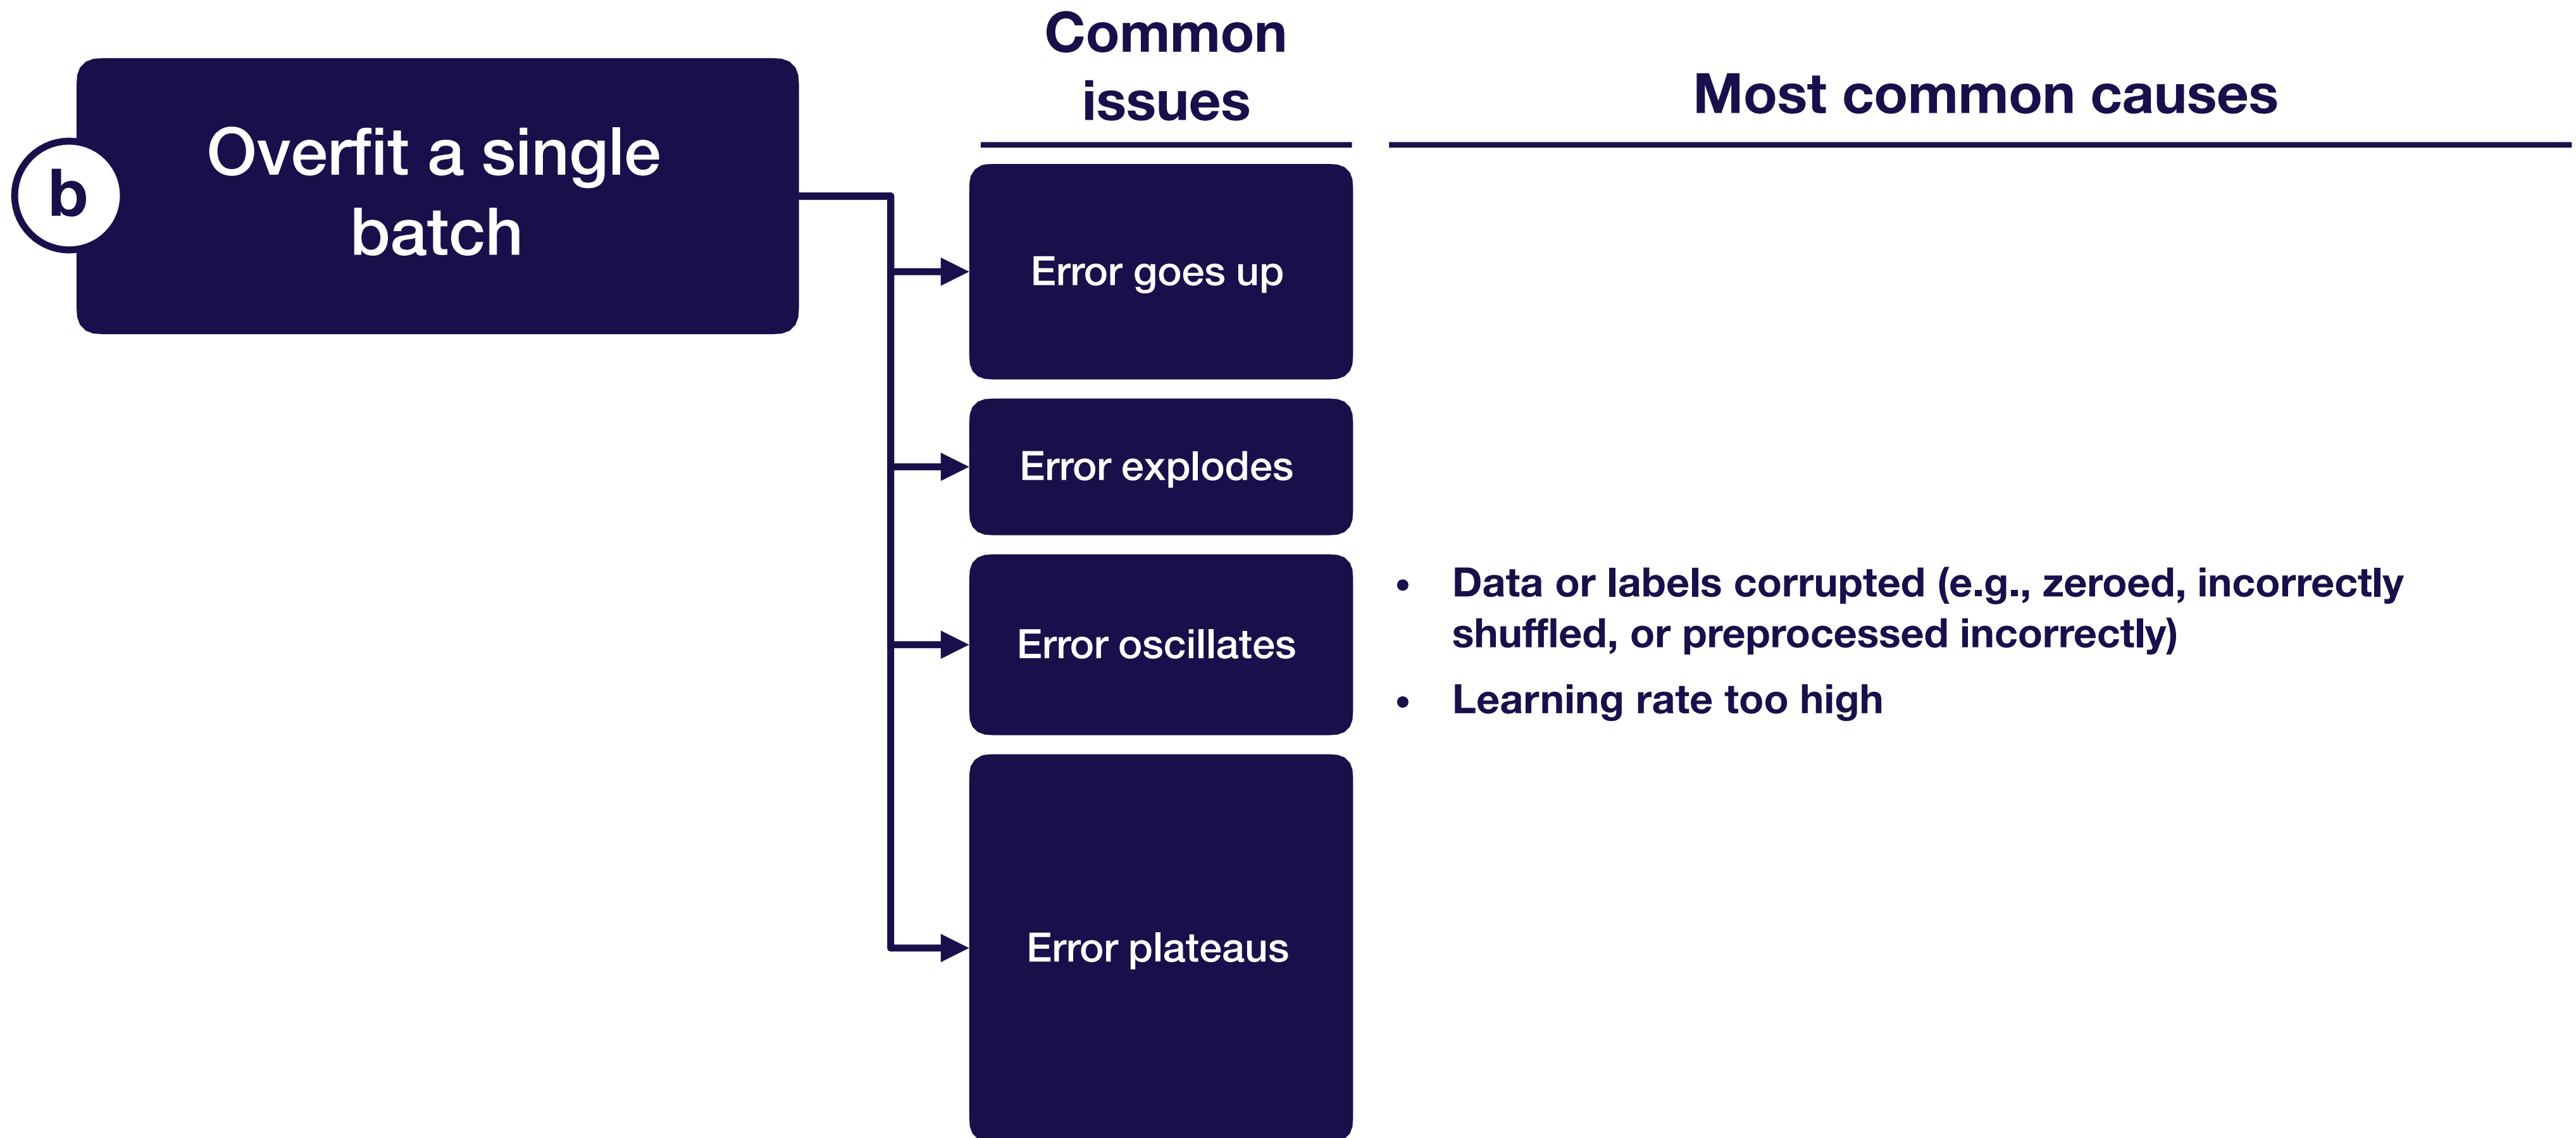 Common
issues
Most common causes
b
Overfit a single
batch
Error goes up
Error explodes
Error oscillates
• Data or labels corrupted (e.g., zeroed, incorrectly
shuffled, or preprocessed incorrectly)
• Learning rate too high
Error plateaus